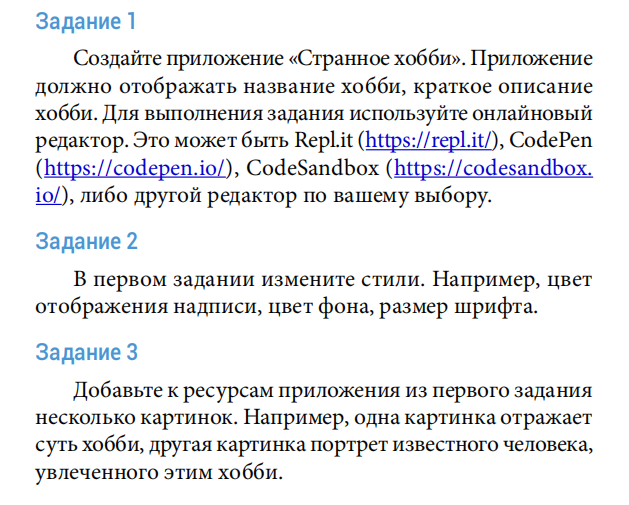 Задание 1
Создайте приложение «Странное хобби». Приложение
должно отображать название хобби, краткое описание
хобби. Для выполнения задания используйте онлайновый
редактор. Это может быть Repl.it (https://repl.it/), CodePen
(https://codepen.io/), CodeSandbox (https://codesandbox.
io/), либо другой редактор по вашему выбору.
Задание 2
В первом задании измените стили. Например, цвет
отображения надписи, цвет фона, размер шрифта.
Задание 3
Добавьте к ресурсам приложения из первого задания
несколько картинок. Например, одна картинка отражает
суть хобби, другая картинка портрет известного человека,
увлеченного этим хобби.